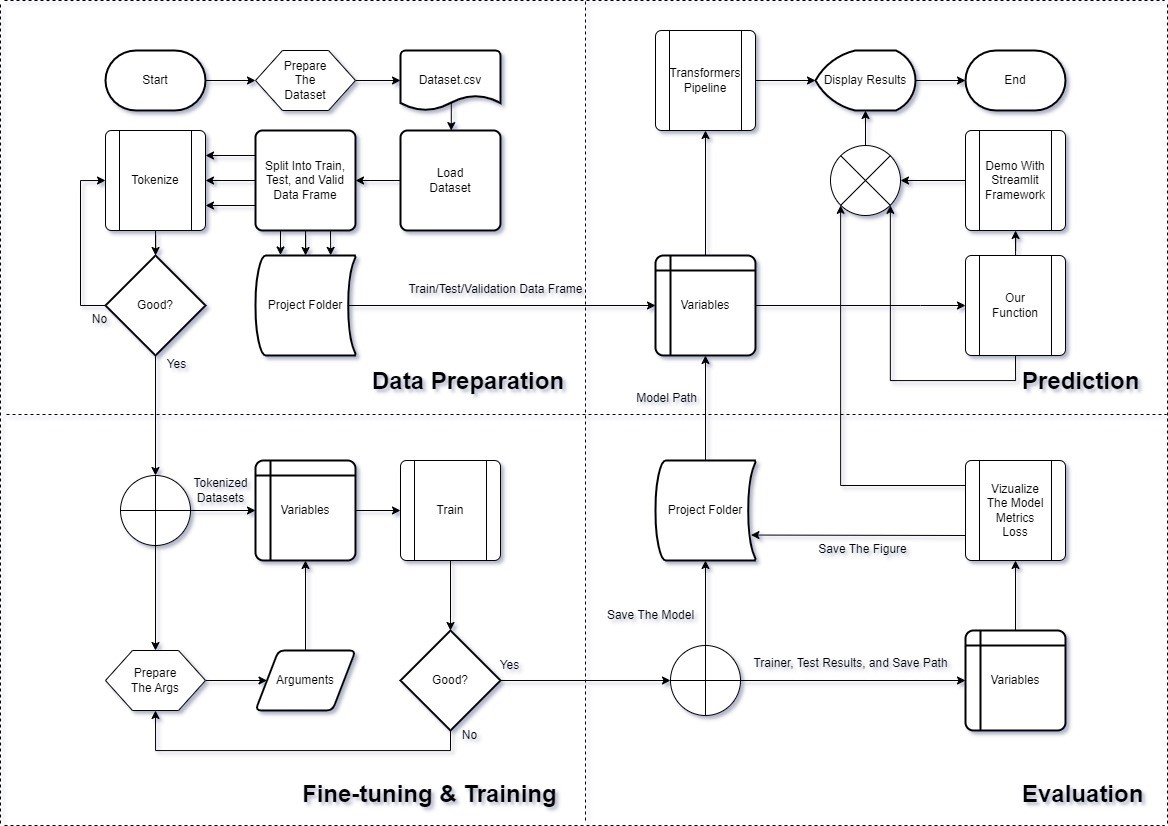 Start
Prepare
The
Dataset
Dataset.csv
Tokenize
Split Into Train,
Test, and Valid
Data Frame
Load
Dataset
Good?
No
Yes
Project Folder
Train/Test/Validation Data Frame
Data Preparation
Transformers
Pipeline
Display Results
End
Demo With
Streamlit
Framework
Variables
Our
Function
Model Path
Prediction
Tokenized
Datasets
Variables
Train
Prepare
The Args
Arguments
Good?
Yes
No
Fine-tuning & Training
Project Folder
Vizualize
The Model
Metrics
Loss
Save The Figure
Save The Model
Trainer, Test Results, and Save Path
Variables
Evaluation